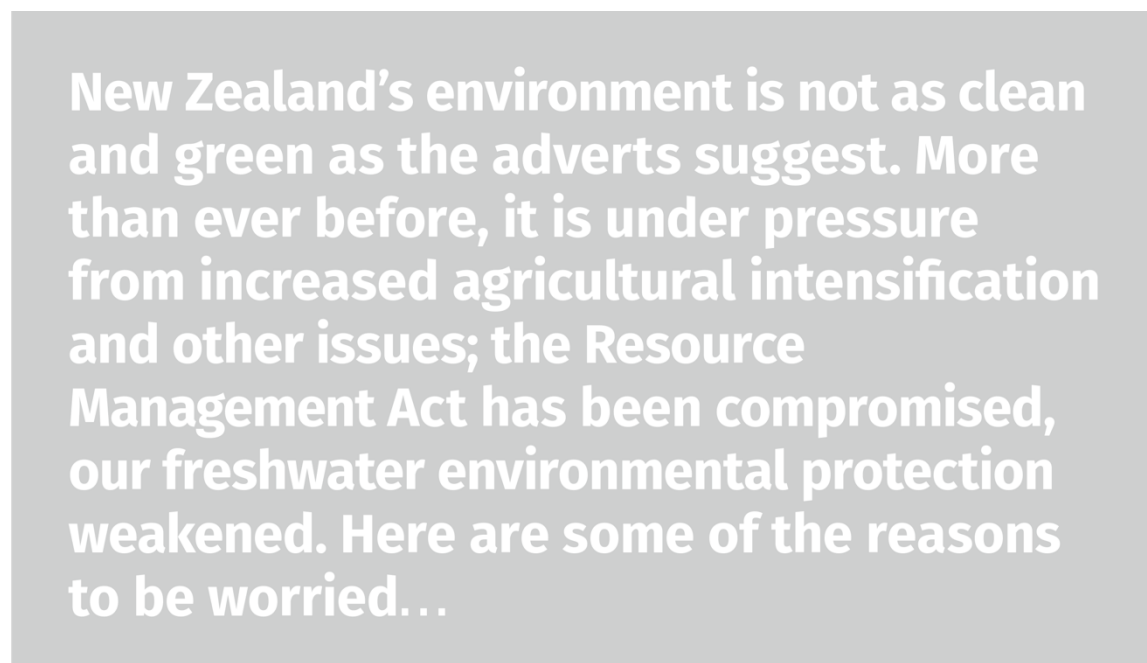 New Zealand’s environment is not as clean
and green as the adverts suggest. More
than ever before, it is under pressure
from increased agricultural intensification
and other issues; the Resource
Management Act has been compromised,
our freshwater environmental protection
weakened. Here are some of the reasons
to be worried…